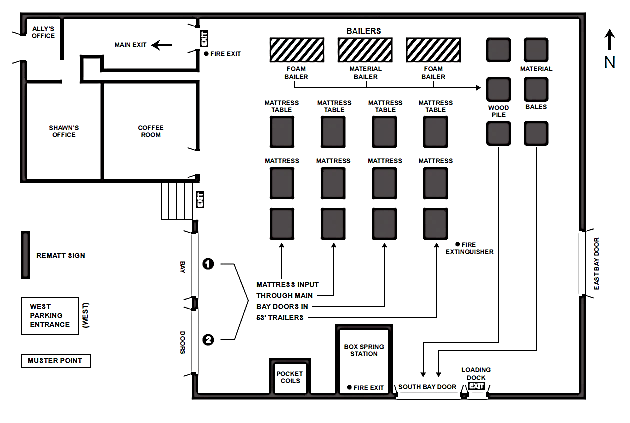 ALLY'S
OFFICE
MAIN EXIT
FIRE EXIT
BAILERS
FOAM
BAILER
MATERIAL
BAILER
FOAM
BAILER
MATERIAL
N
SHAWN'S
OFFICE
COFFEE
ROOM
MATTRESS
TABLE
MATTRESS
TABLE
MATTRESS
TABLE
MATTRESS
TABLE
WOOD
PILE
BALES
MATTRESS
MATTRESS
MATTRESS
MATTRESS
REMATT SIGN
BAY
1
FIRE
EXTINGUISHER
EAST BAY DOOR
MATTRESS INPUT
THROUGH MAIN
BAY DOORS IN
53' TRAILERS
WEST
PARKING
ENTRANCE
(WEST)
DOORS
2
MUSTER POINT
BOX SPRING
STATION
POCKET
COILS
FIRE EXIT
SOUTH BAY DOOR
LOADING
DOCK